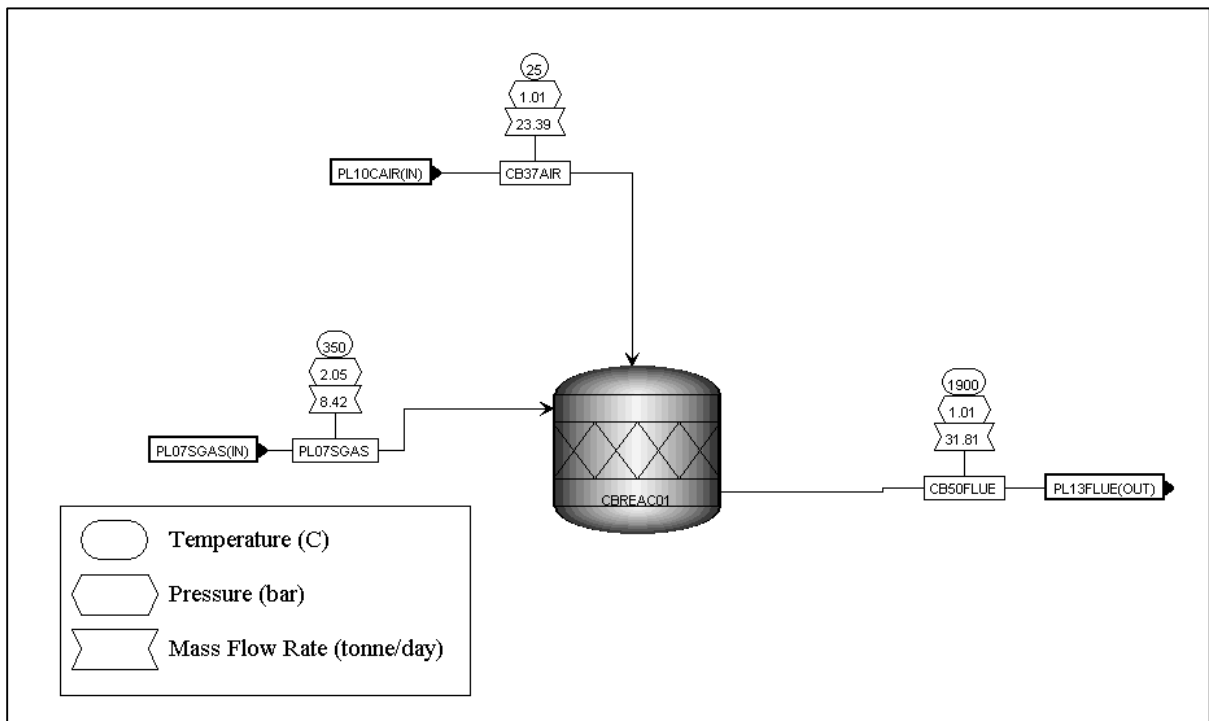 25
1.01
23.39
PL10CAIR(IN)
CB37AIR
350
2.05
8.42
PL07SGAS(IN)
PL07SGAS
CBREAC01
1900
1.01
31.81
CB50FLUE
PL13FLUE(OUT)
Temperature (C)
Pressure (bar)
Mass Flow Rate (tonne/day)